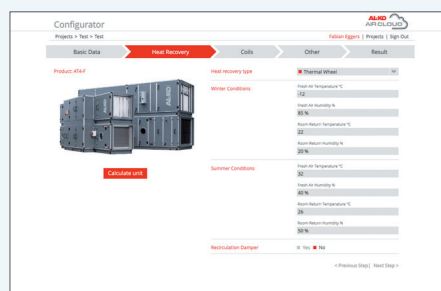 Configurator
AL-KO
AIR CLOUD
Projects > Test > Test
Fabian Eggers | Projects | Sign Out
Basic Data
Heat Recovery
Coils
Other
Result
Product: AT4-F
Heat recovery type
Thermal Wheel
Winter Conditions
Fresh Air Temperature °C
-12
Fresh Air Humidity %
85 %
Room Return Temperature °C
22
Room Return Humidity %
20 %
Calculate unit
Summer Conditions
Fresh Air Temperature °C
32
Fresh Air Humidity %
40 %
Room Return Temperature °C
26
Room Return Humidity %
50 %
Recirculation Damper
Yes No
< Previous Step | Next Step >